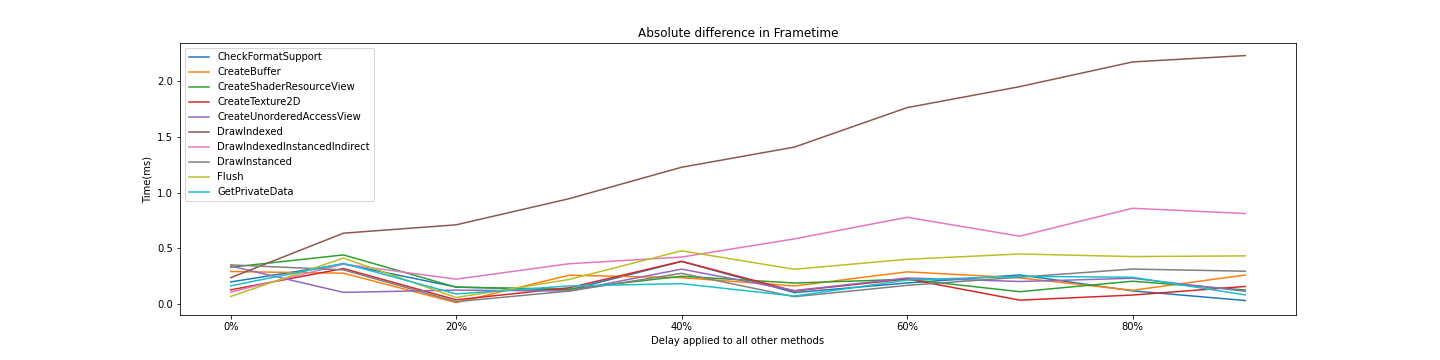 Absolute difference in Frametime
CheckFormatSupport
CreateBuffer
CreateShaderResourceView
CreateTexture2D
CreateUnorderedAccessView
DrawIndexed
DrawIndexedInstancedIndirect
DrawInstanced
Flush
GetPrivateData
Time(ms)
2.0
1.5
1.0
0.5
0.0
0%
20%
40%
60%
80%
Delay applied to all other methods